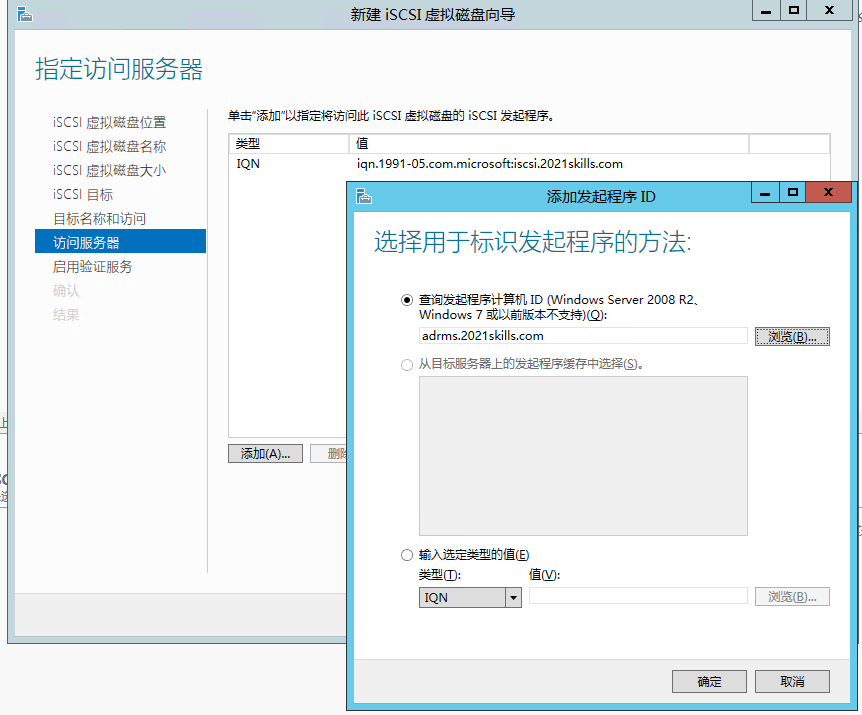 新建 iSCSI 虚拟磁盘向导
指定访问服务器
iSCSI 虚拟磁盘位置
iSCSI 虚拟磁盘名称
iSCSI 虚拟磁盘大小
iSCSI 目标
目标名称和访问
访问服务器
启用验证服务
确认
结果
单击“添加”以指定将访问此 iSCSI 虚拟磁盘的 iSCSI 发起程序。
类型 值
IQN iqn.1991-05.com.microsoft:iscsi.2021skills.com
添加(A)... 删除
添加发起程序 ID
选择用于标识发起程序的方法:
查询发起程序计算机 ID (Windows Server 2008 R2、
Windows 7 或以前版本不支持)(Q):
adrms.2021skills.com 浏览(B)...
从目标服务器上的发起程序缓存中选择(S)。
输入选定类型的值(E)
类型(T): 值(V):
IQN 浏览(B)...
确定 取消